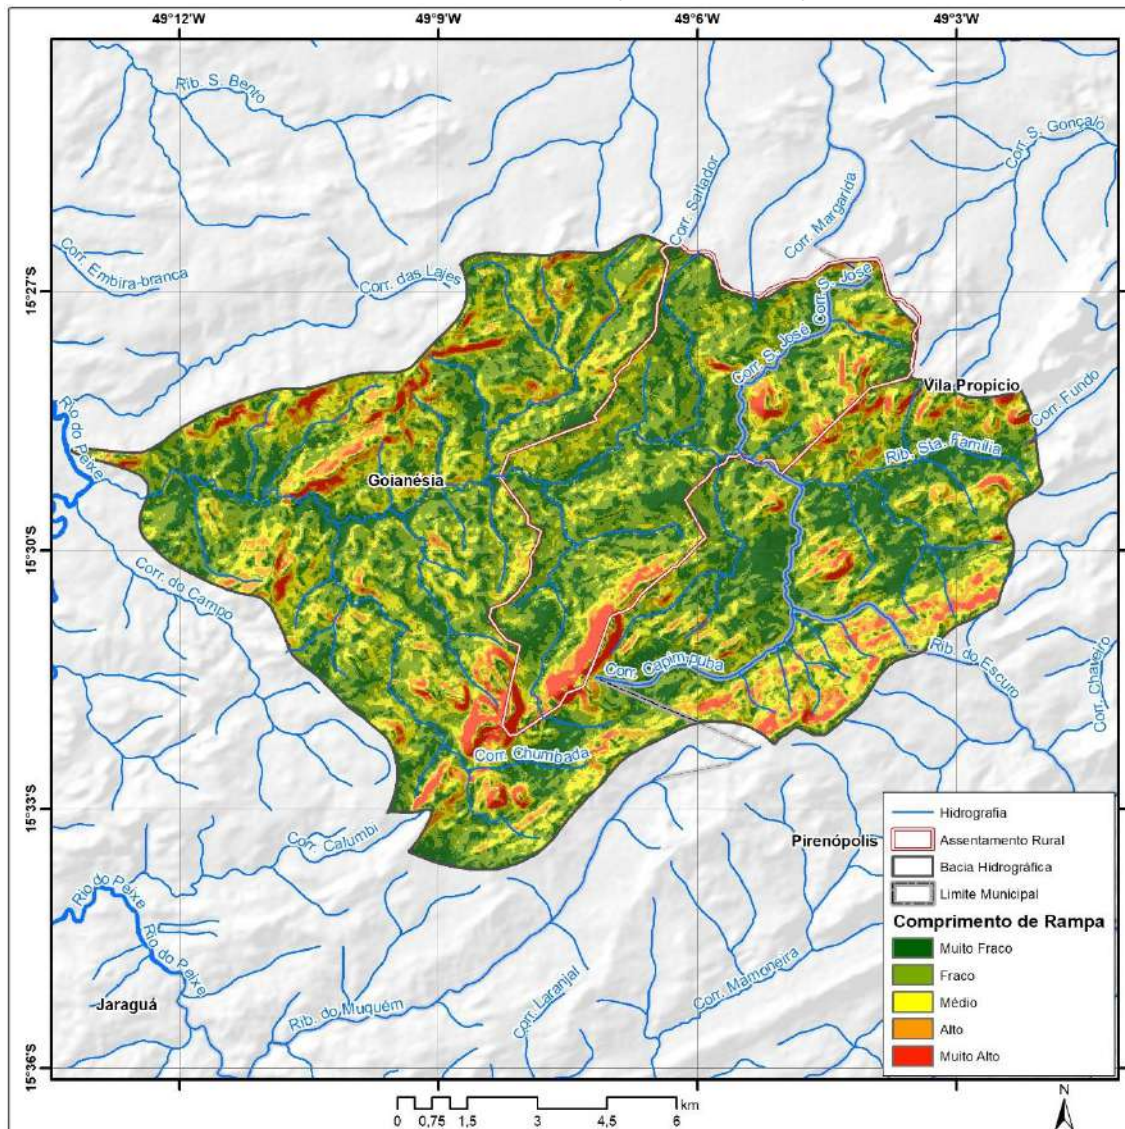 49°12'W 49°9'W 49°6'W 49°3'W
Rib. S. Bento
Corr. S. Gonçalo
Corr. Saltador
Corr. Margarida
Corr. Embira-branca
Corr. das Lajes
15°27'S
Corr. S. José
Corr. S. José
Vila Propício
Corr. Fundo
Rio do Peixe
Rib. Sta. Família
Goianésia
15°30'S
Corr. do Campo
Corr. Capim-puba
Rib. do Escuro
Corr. Chaveiro
Corr. Chumbada
15°33'S
Corr. Calumbi
Pirenópolis
Rio do Peixe
Rio do Peixe
Jaraguá
Rib. do Muquém
Corr. Laranjal
Corr. Mamoneira
15°36'S
Hidrografia
Assentamento Rural
Bacia Hidrográfica
Limite Municipal
Comprimento de Rampa
Muito Fraco
Fraco
Médio
Alto
Muito Alto
km
0 0,75 1,5 3 4,5 6
N